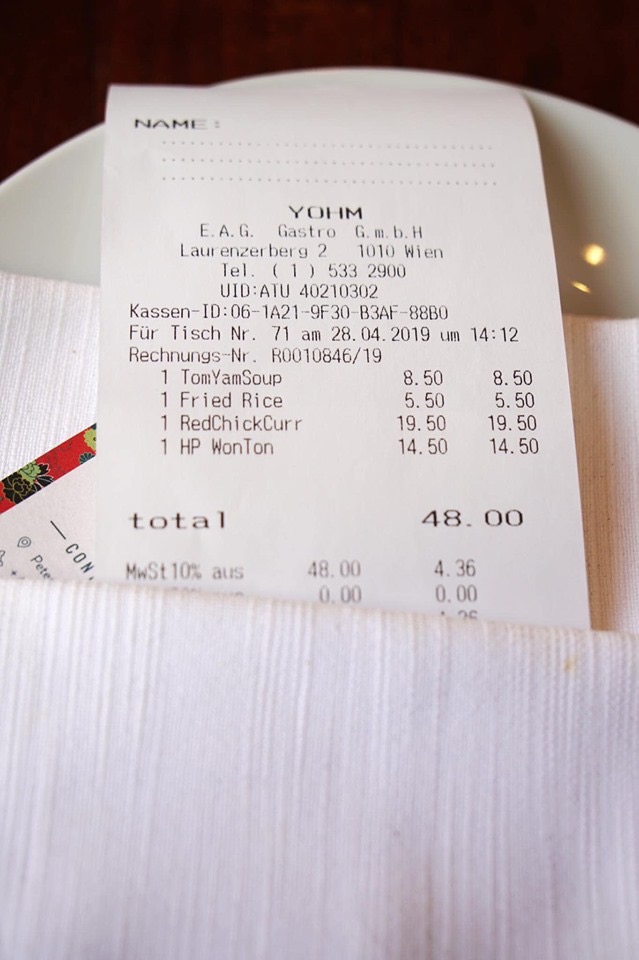 NAME:
YOHM
E.A.G. Gastro G.m.b.H
Laurenzerberg 2 1010 Wien
Tel. ( 1 ) 533 2900
UID:ATU 40210302
Kassen-ID:06-1A21-9F30-B3AF-88B0
Für Tisch Nr. 71 am 28.04.2019 um 14:12
Rechnungs-Nr. R0010846/19
1 TomYamSoup 8.50 8.50
1 Fried Rice 5.50 5.50
1 RedChickCurr 19.50 19.50
1 HP WonTon 14.50 14.50
total 48.00
MwSt10% aus 48.00 4.36
0.00 0.00